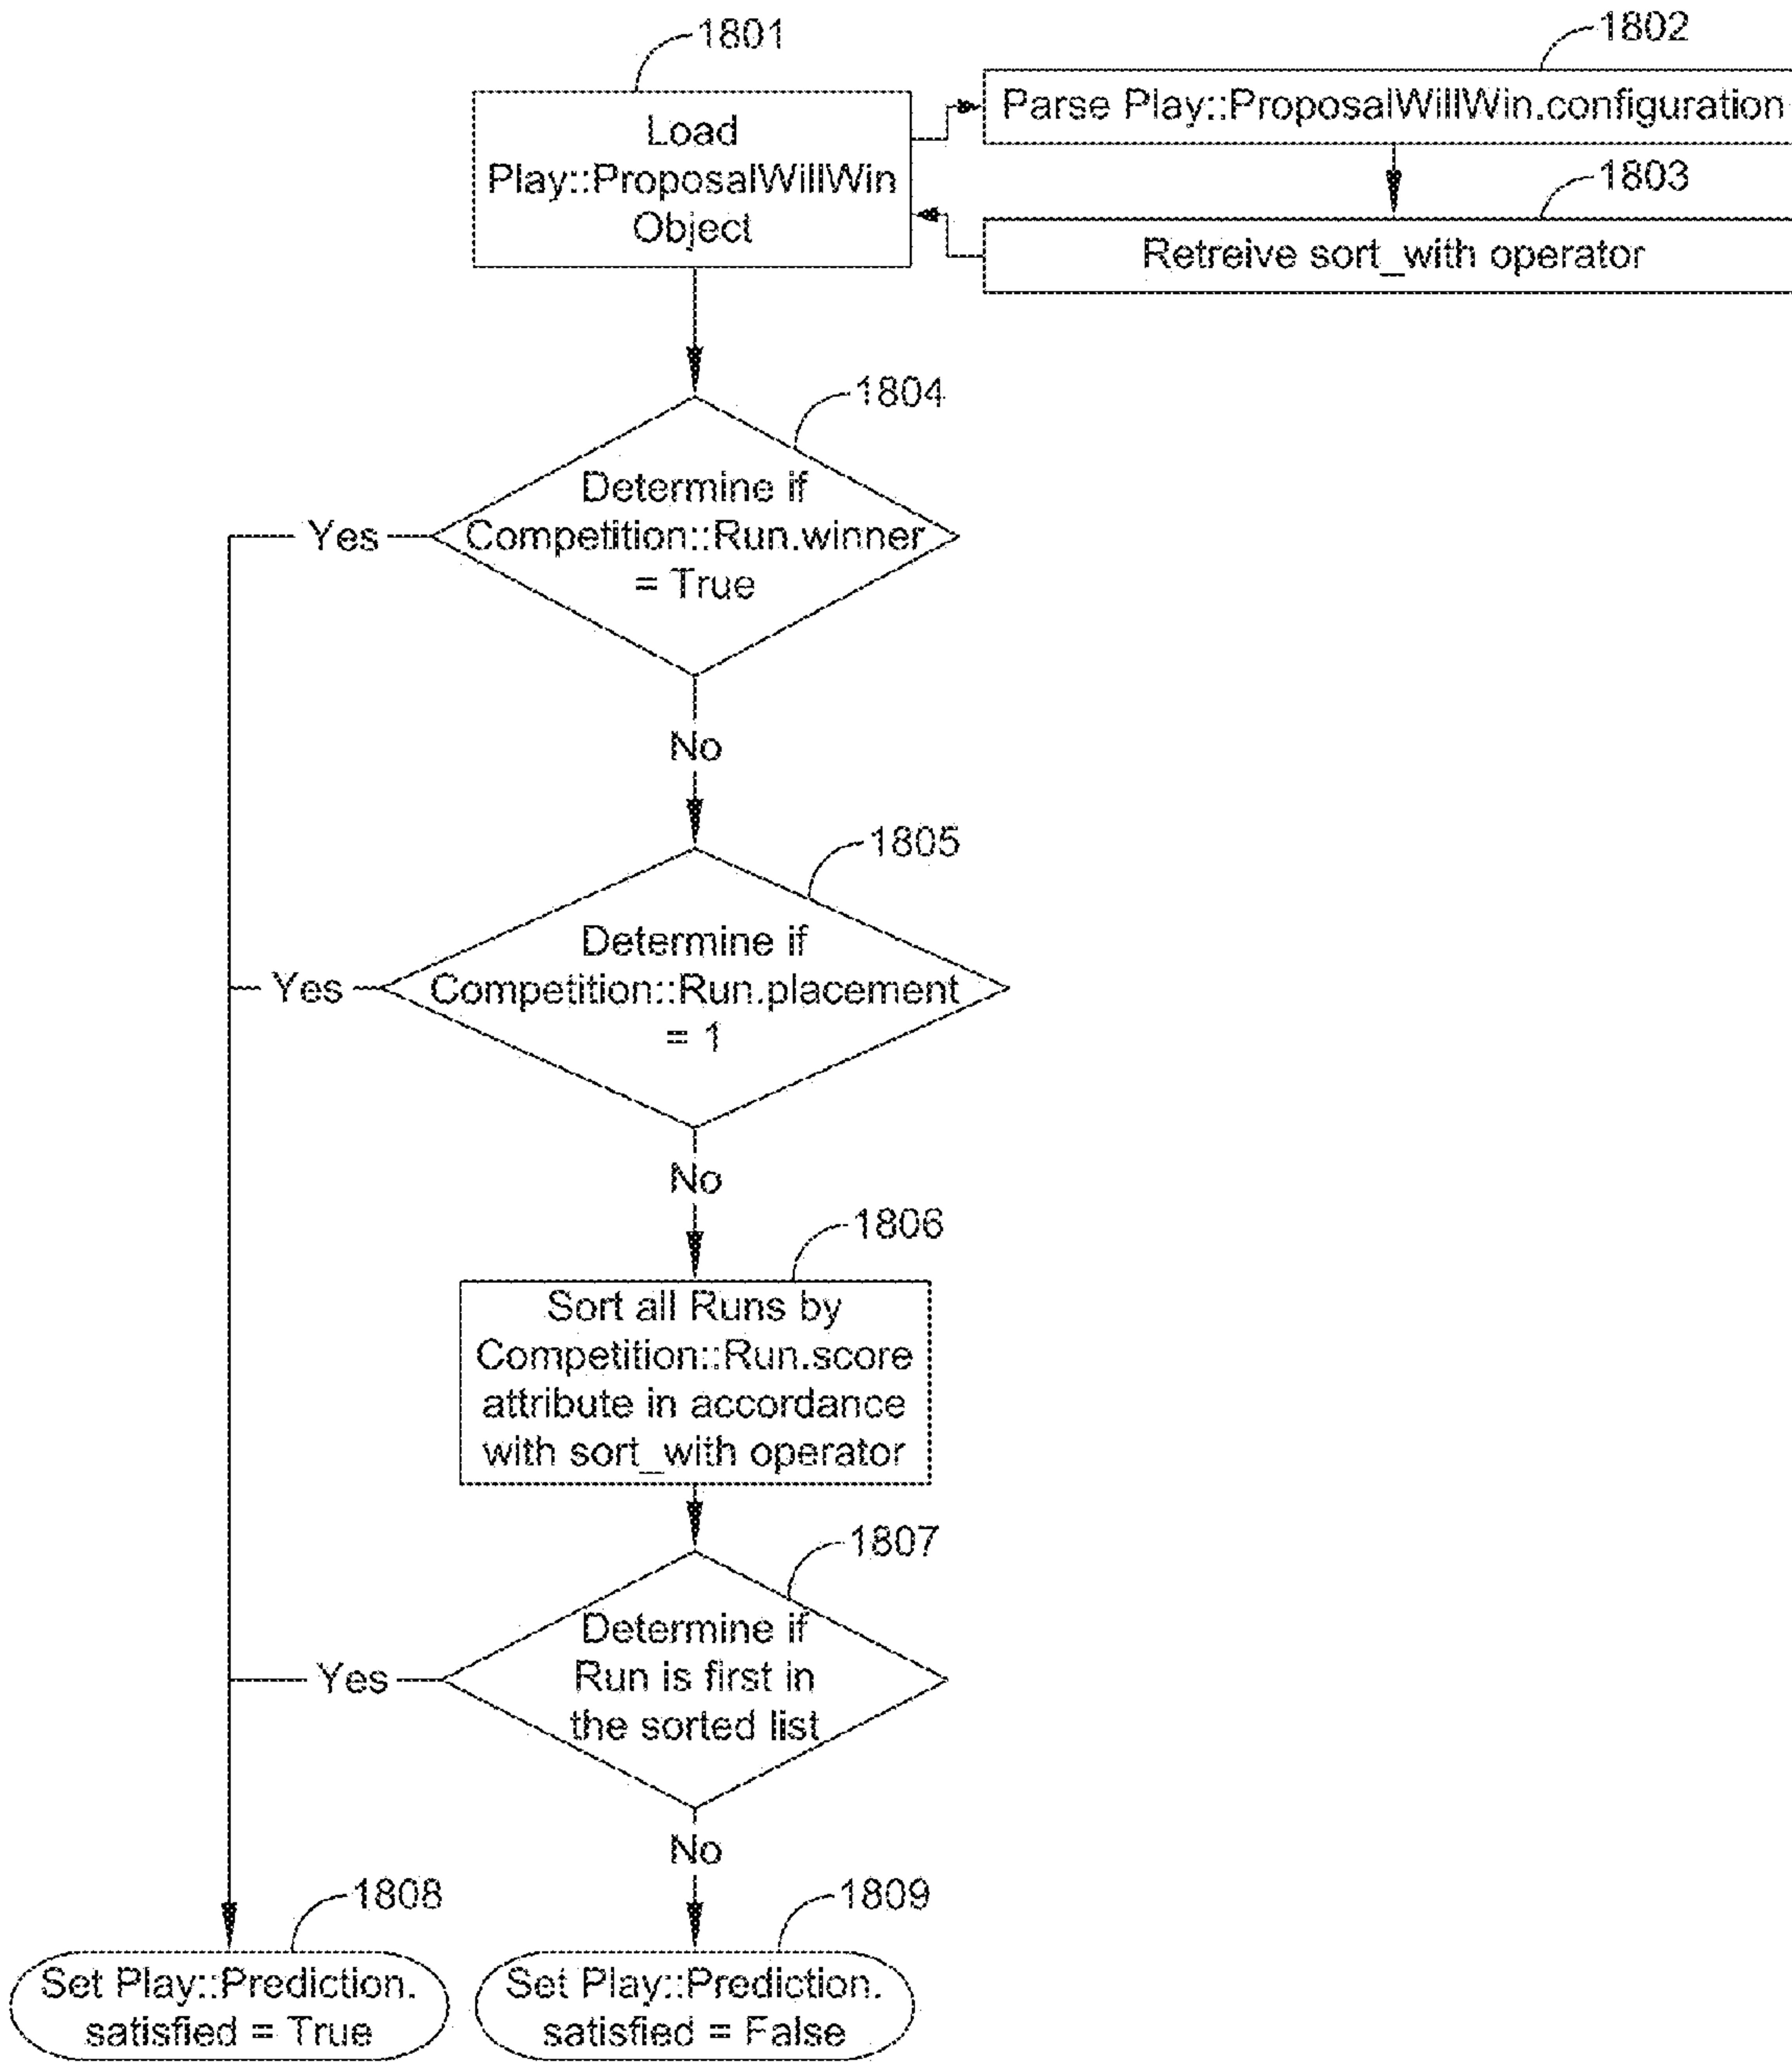 1801
Load
Play::ProposalWillWin
Object
1802
Parse Play::ProposalWillWin.configuration
1803
Retreive sort_with operator
1804
Determine if
Competition::Run.winner
= True
Yes
No
1805
Determine if
Competition::Run.placement
= 1
Yes
No
1806
Sort all Runs by
Competition::Run.score
attribute in accordance
with sort_with operator
1807
Determine if
Run is first in
the sorted list
Yes
No
1808
Set Play::Prediction.
satisfied = True
1809
Set Play::Prediction.
satisfied = False